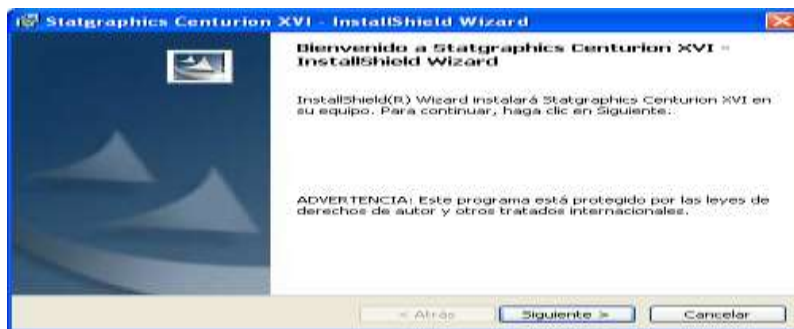 Statgraphics Centurion XVI - InstallShield Wizard
Bienvenido a Statgraphics Centurion XVI -
InstallShield Wizard
InstallShield(R) Wizard instalará Statgraphics Centurion XVI en
su equipo. Para continuar, haga clic en Siguiente.
ADVERTENCIA: Este programa está protegido por las leyes de
derechos de autor y otros tratados internacionales.
< Atrás Siguiente > Cancelar